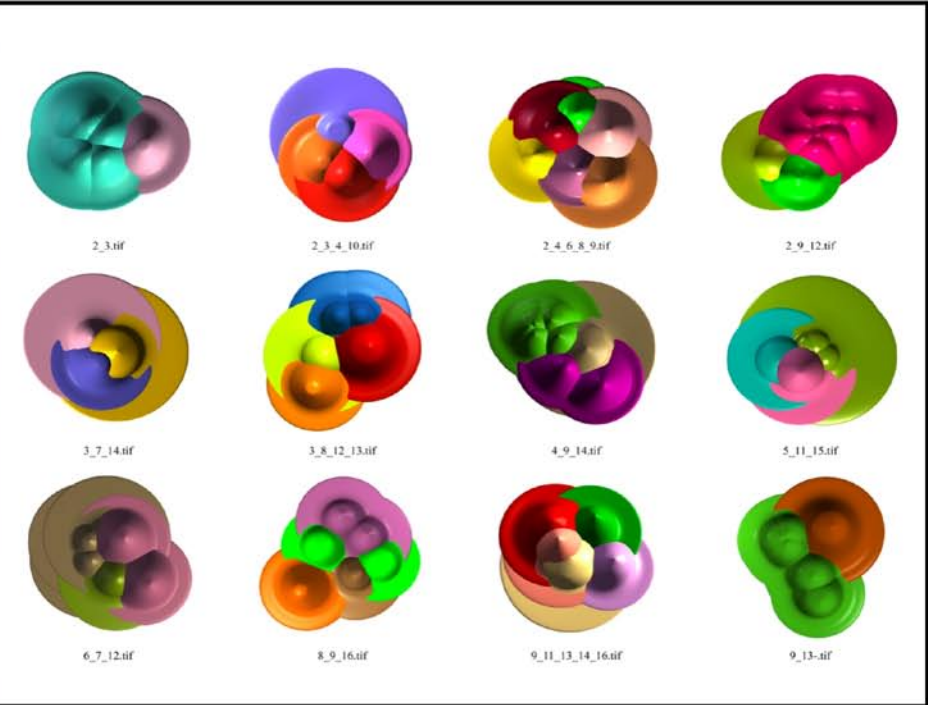 2_3.tif
2_3_4_10.tif
2_4_6_8_9.tif
2_9_12.tif
3_7_14.tif
3_8_12_13.tif
4_9_14.tif
5_11_15.tif
6_7_12.tif
8_9_16.tif
9_11_13_14_16.tif
9_13-.tif